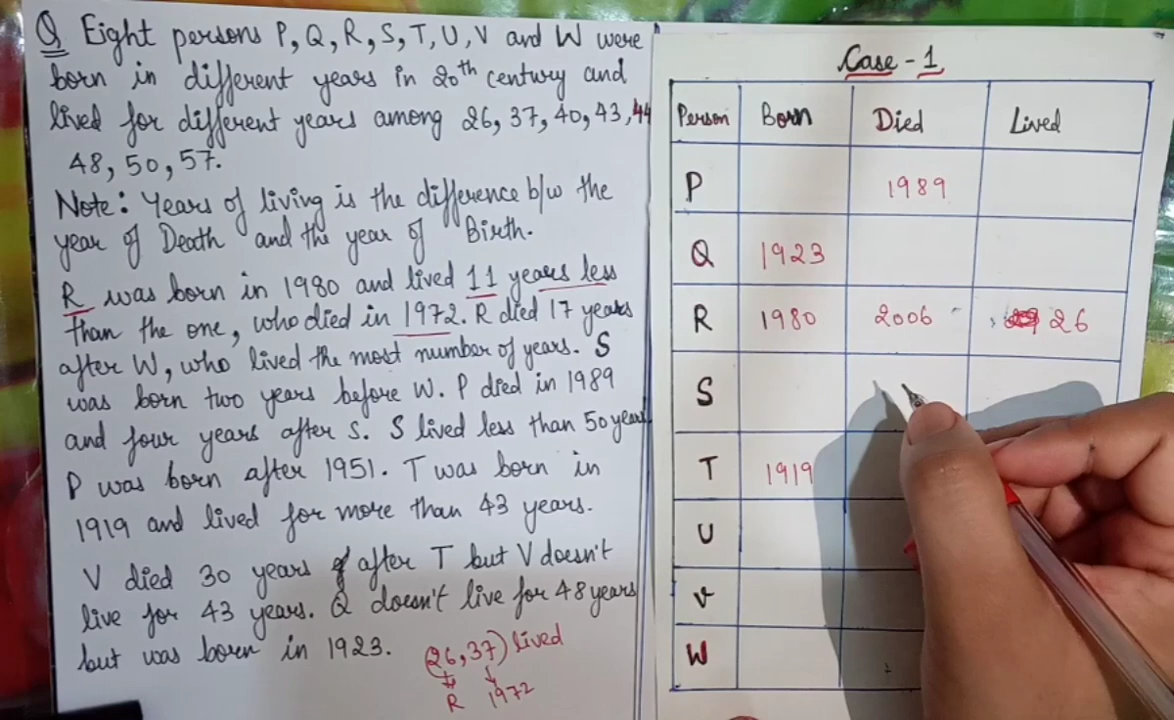 Q Eight persons P, Q, R, S, T, U, V and W were
born in different years in 20th century and
lived for different years among 26, 37, 40, 43, 44
48, 50, 57.
Note: Years of living is the difference b/w the
year of Death and the year of Birth.
R was born in 1980 and lived 11 years less
than the one, who died in 1972. R died 17 years
after W, who lived the most number of years. S
was born two years before W. P died in 1989
and four years after S. S lived less than 50 years
P was born after 1951. T was born in
1919 and lived for more than 43 years.
V died 30 years after T but V doesn't
live for 43 years. Q doesn't live for 48 years
but was born in 1923.
(26, 37) lived
R 1972
Case - 1
Person Born Died Lived
P 1989
Q 1923
R 1980 2006 26
S
T 1919
U
V
W